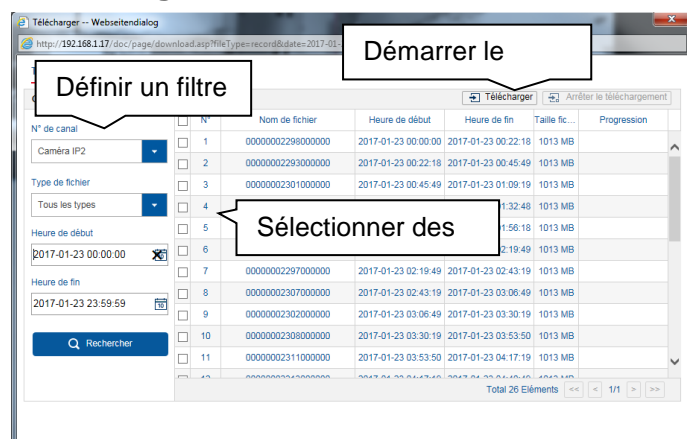 Télécharger -- Webseitendialog
http://192.168.1.17/doc/page/download.asp?fileType=record&date=2017-01-
Démarrer le
Définir un filtre
Télécharger
Arrêter le téléchargement
N° Nom de fichier Heure de début Heure de fin Taille fic... Progression
N° de canal
Caméra IP2
Type de fichier
Tous les types
Heure de début
2017-01-23 00:00:00
Heure de fin
2017-01-23 23:59:59
Rechercher
1 00000002298000000 2017-01-23 00:00:00 2017-01-23 00:22:18 1013 MB
2 00000002293000000 2017-01-23 00:22:18 2017-01-23 00:45:49 1013 MB
3 00000002301000000 2017-01-23 00:45:49 2017-01-23 01:09:19 1013 MB
4 01:32:48 1013 MB
Sélectionner des
5 01:56:18 1013 MB
6 02:19:49 1013 MB
7 00000002297000000 2017-01-23 02:19:49 2017-01-23 02:43:19 1013 MB
8 00000002307000000 2017-01-23 02:43:19 2017-01-23 03:06:49 1013 MB
9 00000002302000000 2017-01-23 03:06:49 2017-01-23 03:30:19 1013 MB
10 00000002308000000 2017-01-23 03:30:19 2017-01-23 03:53:50 1013 MB
11 00000002311000000 2017-01-23 03:53:50 2017-01-23 04:17:19 1013 MB
Total 26 Eléments << < 1/1 > >>